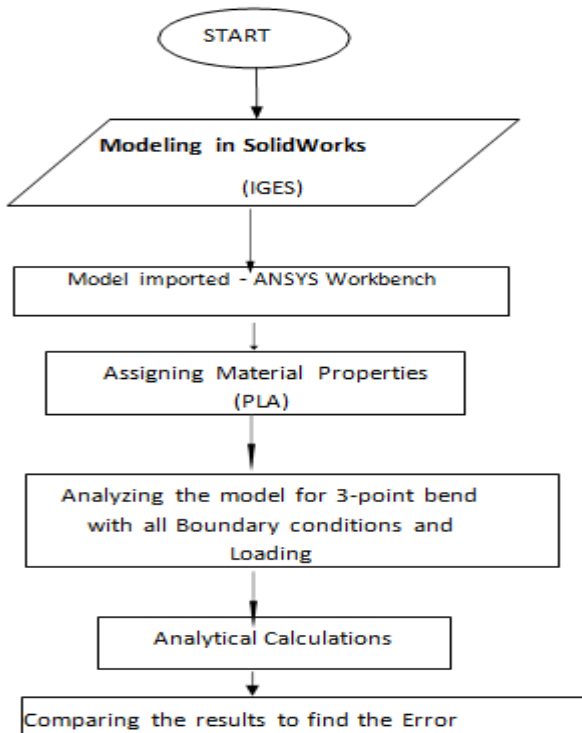 START
Modeling in SolidWorks
(IGES)
Model imported - ANSYS Workbench
Assigning Material Properties
(PLA)
Analyzing the model for 3-point bend
with all Boundary conditions and
Loading
Analytical Calculations
Comparing the results to find the Error